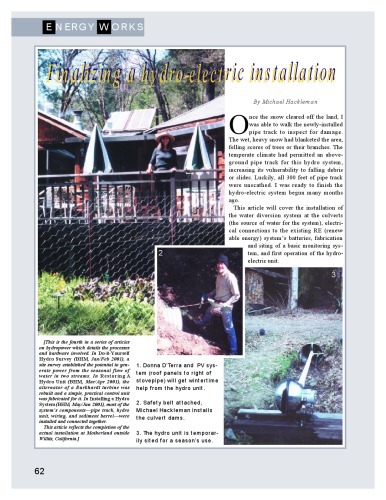 ENERGY WORKS
Finalizing a hydro-electric installation
By Michael Hackleman
Once the snow cleared off the land, I
was able to walk the newly-installed
pipe track to inspect for damage.
The wet, heavy snow had blanketed the area,
felling scores of trees or their branches. The
temperate climate had permitted an above-
ground pipe track for this hydro system,
increasing its vulnerability to falling debris
or slides. Luckily, all 300 feet of pipe track
were unscathed. I was ready to finish the
hydro-electric system begun many months
ago.
This article will cover the installation of
the water diversion system at the culverts
(the source of water for the system), electri-
cal connections to the existing RE (renew
able energy) system's batteries, fabrication
and siting of a basic monitoring sys-
tem, and first operation of the hydro-
electric unit.
2
3
[This is the fourth in a series of articles
on hydropower which details the processes
and hardware involved. In Do-it-Yourself
Hydro Survey (BHM, Jan/Feb 2001), a
site survey established the potential to gen-
erate power from the seasonal flow of
water in two streams. In Restoring A
Hydro Unit (BHM, Mar/Apr 2001), the
alternator of a Burkhardt turbine was
rebuilt and a simple, practical control unit
was fabricated for it. In Installing a Hydro
System (BHM, May/Jun 2001), most of the
system's components—pipe track, hydro
unit, wiring, and sediment barrel—were
installed and connected together.
This article reflects the completion of the
actual installation at Motherland outside
Willits, California.]
1. Donna D'Terra and PV sys-
tem (roof panels to right of
stovepipe) will get wintertime
help from the hydro unit.
2. Safety belt attached,
Michael Hackleman installs
the culvert dams.
3. The hydro unit is temporar-
ily sited for a season's use.
62